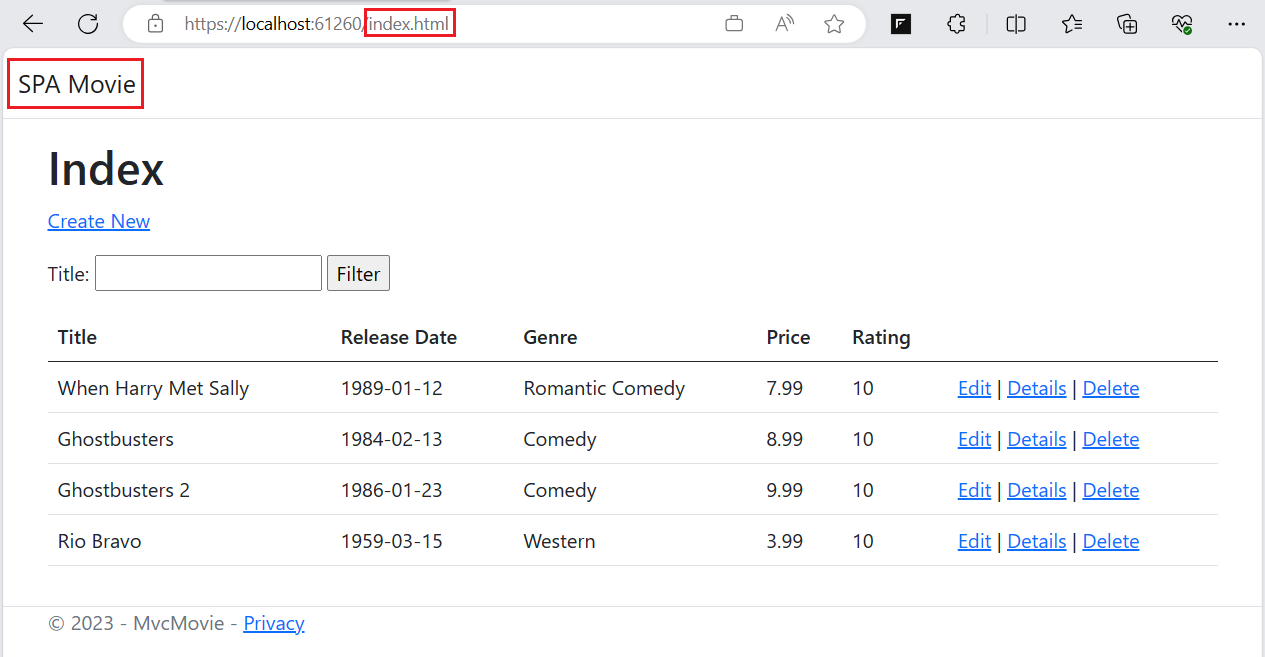 https://localhost:61260/index.html
SPA Movie
Index
Create New
Title: Filter
Title Release Date Genre Price Rating
When Harry Met Sally 1989-01-12 Romantic Comedy 7.99 10 Edit | Details | Delete
Ghostbusters 1984-02-13 Comedy 8.99 10 Edit | Details | Delete
Ghostbusters 2 1986-01-23 Comedy 9.99 10 Edit | Details | Delete
Rio Bravo 1959-03-15 Western 3.99 10 Edit | Details | Delete
© 2023 - MvcMovie - Privacy